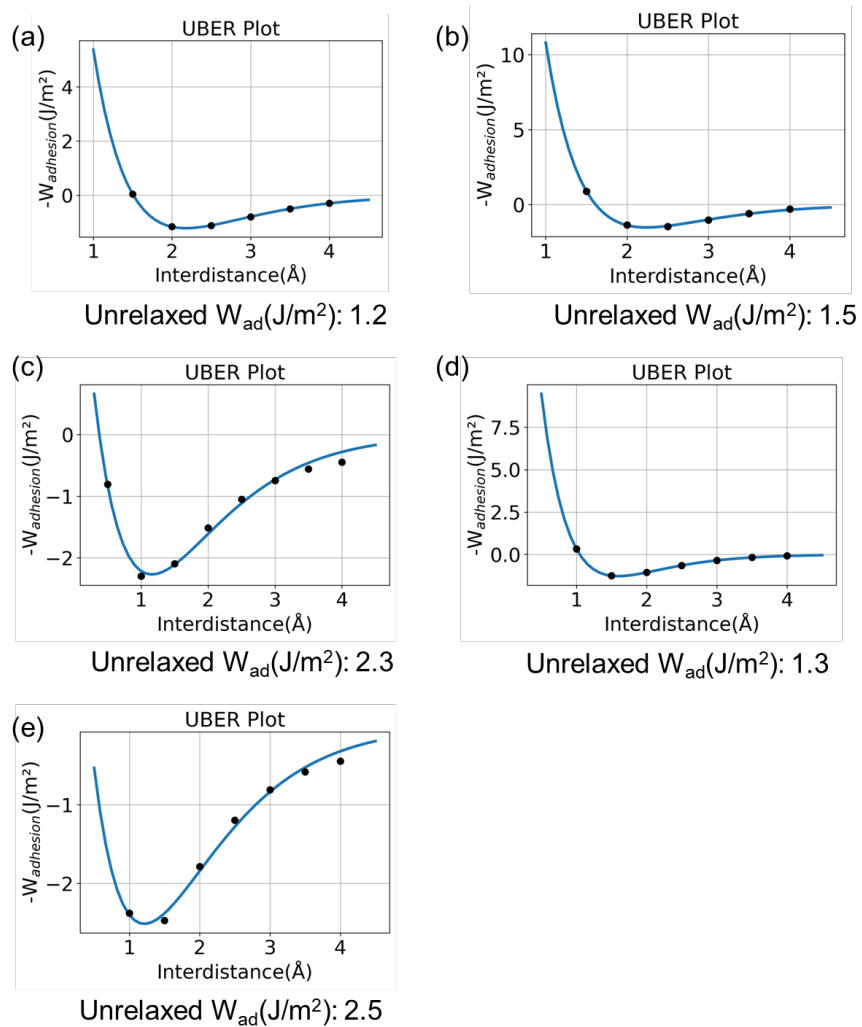 (a)
UBER Plot
-W_adhesion(J/m²)
4
2
0
1 2 3 4
Interdistance(Å)
Unrelaxed W_ad(J/m²): 1.2
(b)
UBER Plot
-W_adhesion(J/m²)
10
5
0
1 2 3 4
Interdistance(Å)
Unrelaxed W_ad(J/m²): 1.5
(c)
UBER Plot
-W_adhesion(J/m²)
0
−1
−2
1 2 3 4
Interdistance(Å)
Unrelaxed W_ad(J/m²): 2.3
(d)
UBER Plot
-W_adhesion(J/m²)
7.5
5.0
2.5
0.0
1 2 3 4
Interdistance(Å)
Unrelaxed W_ad(J/m²): 1.3
(e)
UBER Plot
-W_adhesion(J/m²)
−1
−2
1 2 3 4
Interdistance(Å)
Unrelaxed W_ad(J/m²): 2.5